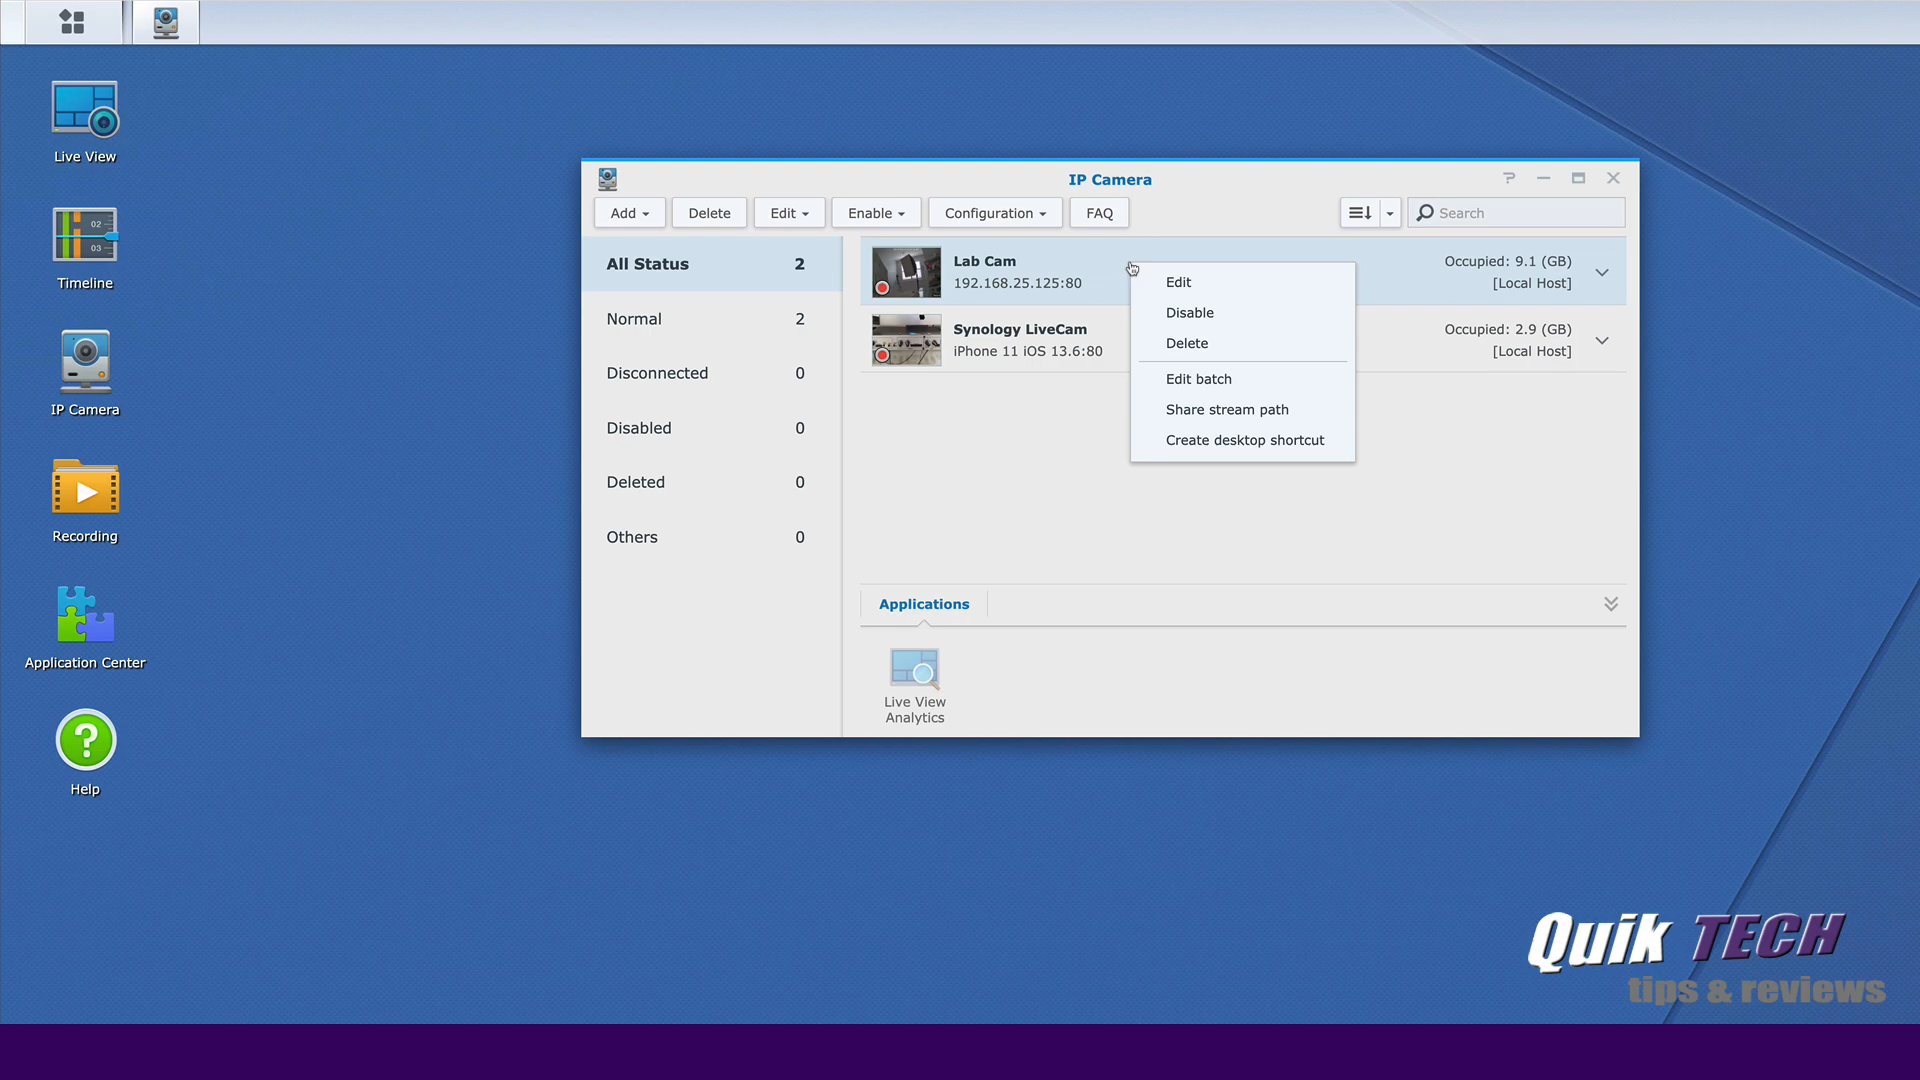 Live View
02
03
Timeline
IP Camera
Recording
Application Center
?
Help
IP Camera
?
Add
Delete
Edit
Enable
Configuration
FAQ
Search
All Status 2
Normal 2
Disconnected 0
Disabled 0
Deleted 0
Others 0
Lab Cam
192.168.25.125:80
Occupied: 9.1 (GB)
[Local Host]
Synology LiveCam
iPhone 11 iOS 13.6:80
Occupied: 2.9 (GB)
[Local Host]
Edit
Disable
Delete
Edit batch
Share stream path
Create desktop shortcut
Applications
Live View
Analytics
Quik TECH
tips & reviews